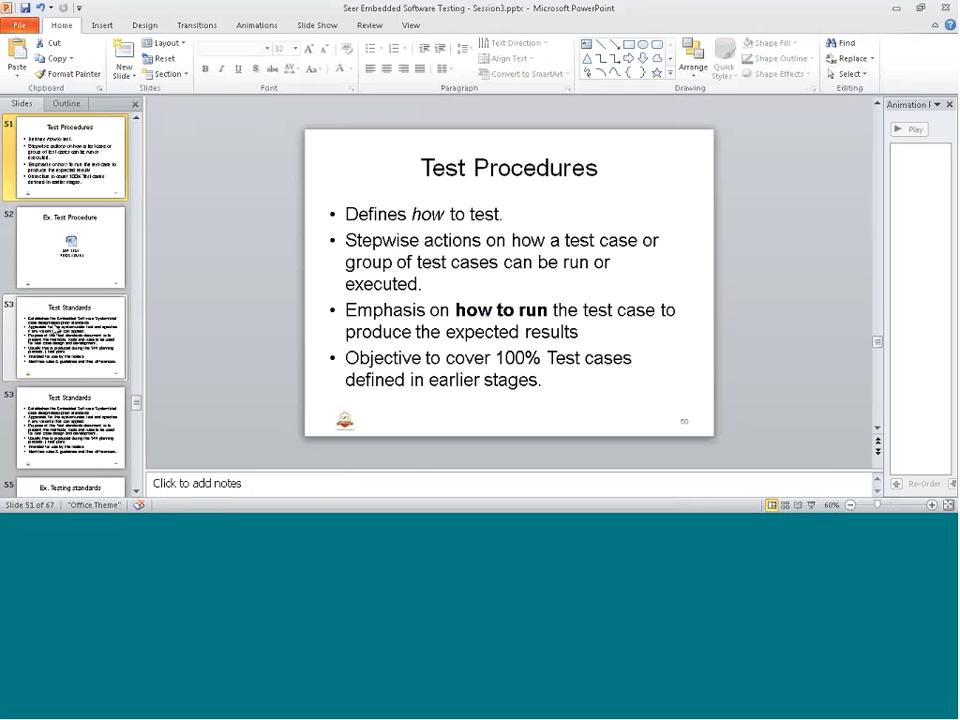 Seer Embedded Software Testing - Session3.pptx - Microsoft PowerPoint
File Home Insert Design Transitions Animations Slide Show Review View
Paste
Cut
Copy
Format Painter
Clipboard
New Slide
Layout
Reset
Section
Slides
32
B I U S abc AV Aa A
Font
Paragraph
Text Direction
Align Text
Convert to SmartArt
Arrange
Quick Styles
Shape Fill
Shape Outline
Shape Effects
Drawing
Find
Replace
Select
Editing
Slides Outline
Animation
Play
51
Test Procedures
52
Ex. Test Procedure
53
Test Standards
53
Test Standards
55
Ex. Testing standards
Test Procedures
• Defines how to test.
• Stepwise actions on how a test case or
group of test cases can be run or
executed.
• Emphasis on how to run the test case to
produce the expected results
• Objective to cover 100% Test cases
defined in earlier stages.
50
Click to add notes
Re-Order
Slide 51 of 67 "Office Theme" 60%